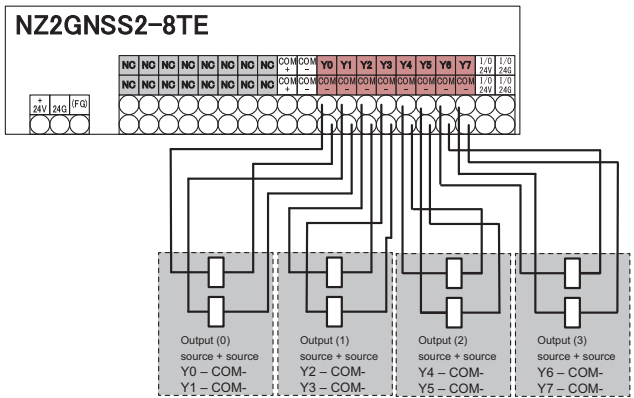 NZ2GNSS2-8TE
NC NC NC NC NC NC NC NC COM + COM - Y0 Y1 Y2 Y3 Y4 Y5 Y6 Y7 I/O 24V I/O 24G
NC NC NC NC NC NC NC NC COM + COM - COM - COM - COM - COM - COM - COM - COM - COM - I/O 24V I/O 24G
+ 24V 24G (FG)
Output (0)
source + source
Y0 – COM-
Y1 – COM-
Output (1)
source + source
Y2 – COM-
Y3 – COM-
Output (2)
source + source
Y4 – COM-
Y5 – COM-
Output (3)
source + source
Y6 – COM-
Y7 – COM-